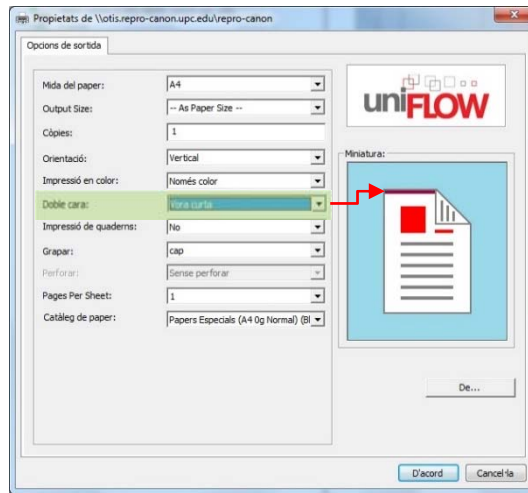 Propietats de \\otis.repro-canon.upc.edu\repro-canon
Opcions de sortida
Mida del paper: A4
Output Size: -- As Paper Size --
Còpies: 1
Orientació: Vertical
Impressió en color: Només color
Doble cara: Vora curta
Impressió de quaderns: No
Grapar: cap
Perforar: Sense perforar
Pages Per Sheet: 1
Catàleg de paper: Papers Especials (A4 0g Normal) (Bl
uniFLOW
Miniatura:
De...
D'acord Cancel·la